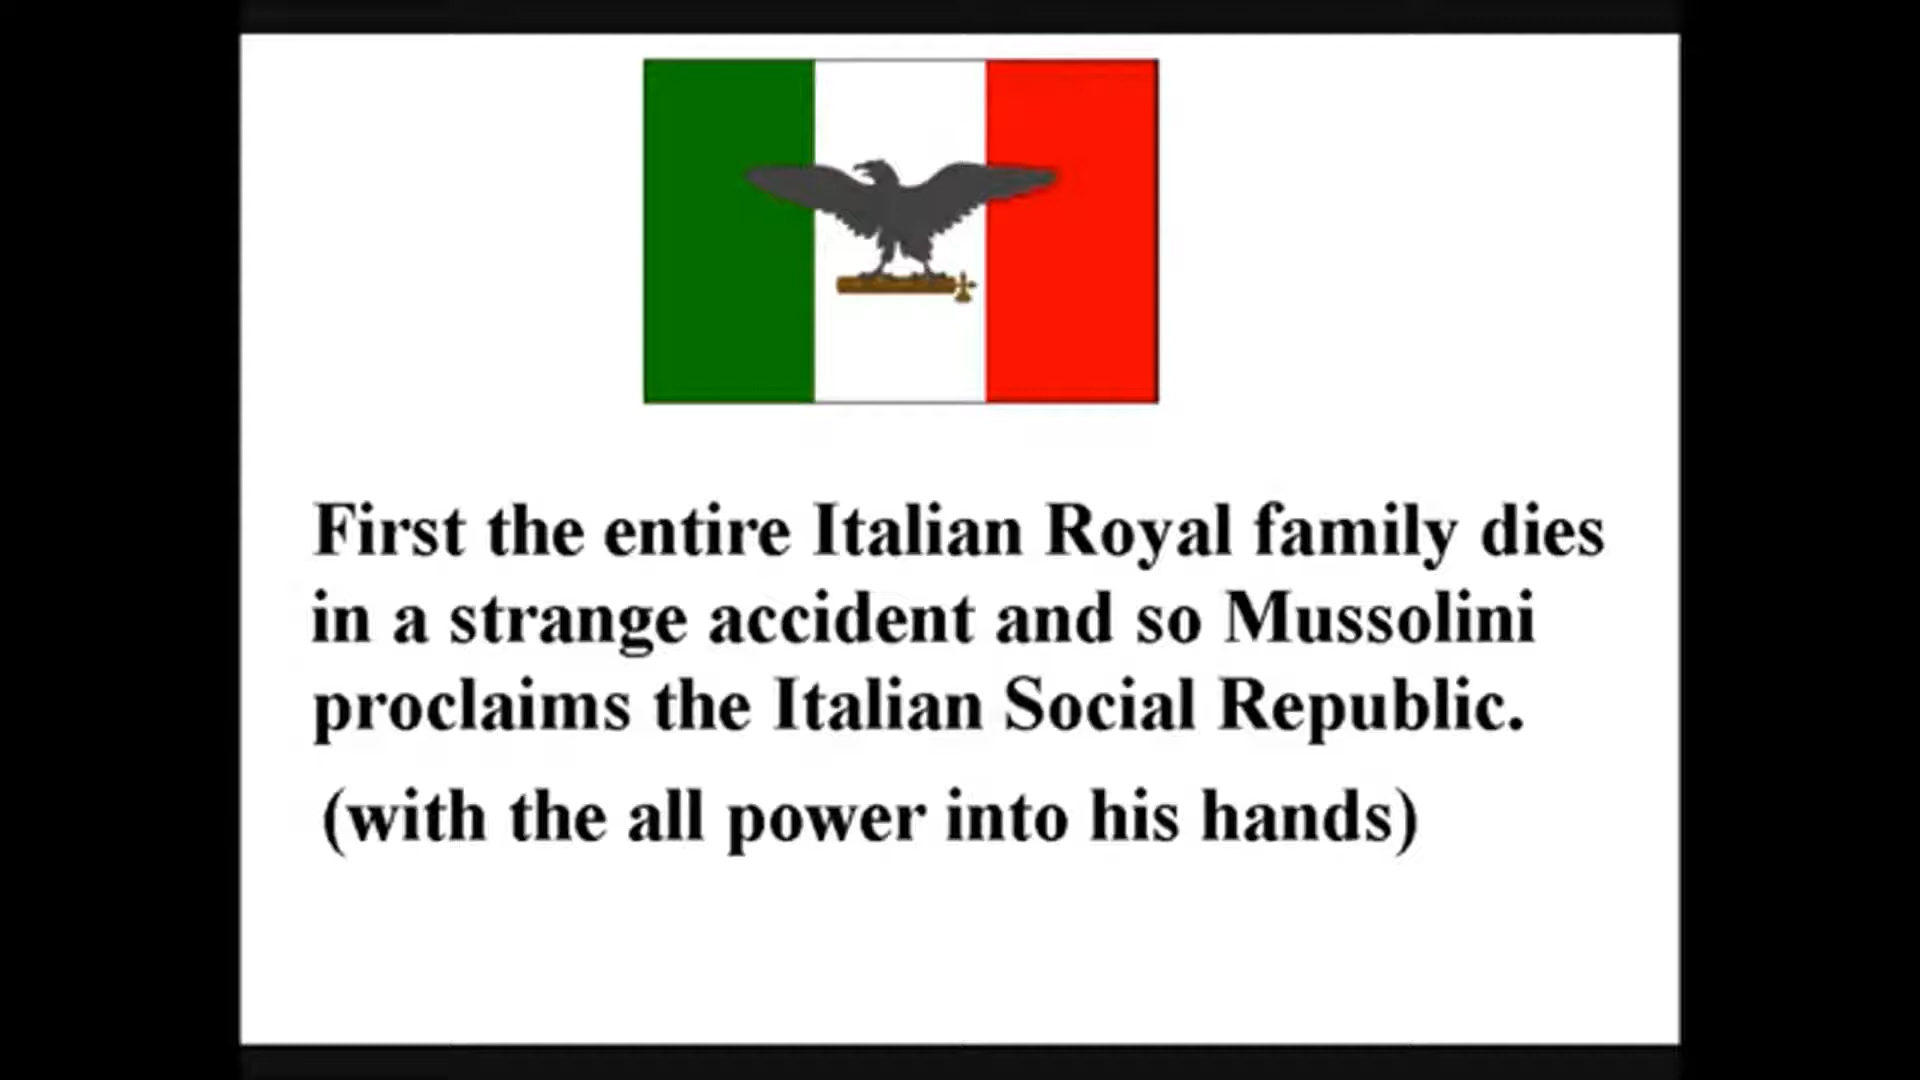 First the entire Italian Royal family dies
in a strange accident and so Mussolini
proclaims the Italian Social Republic.
(with the all power into his hands)